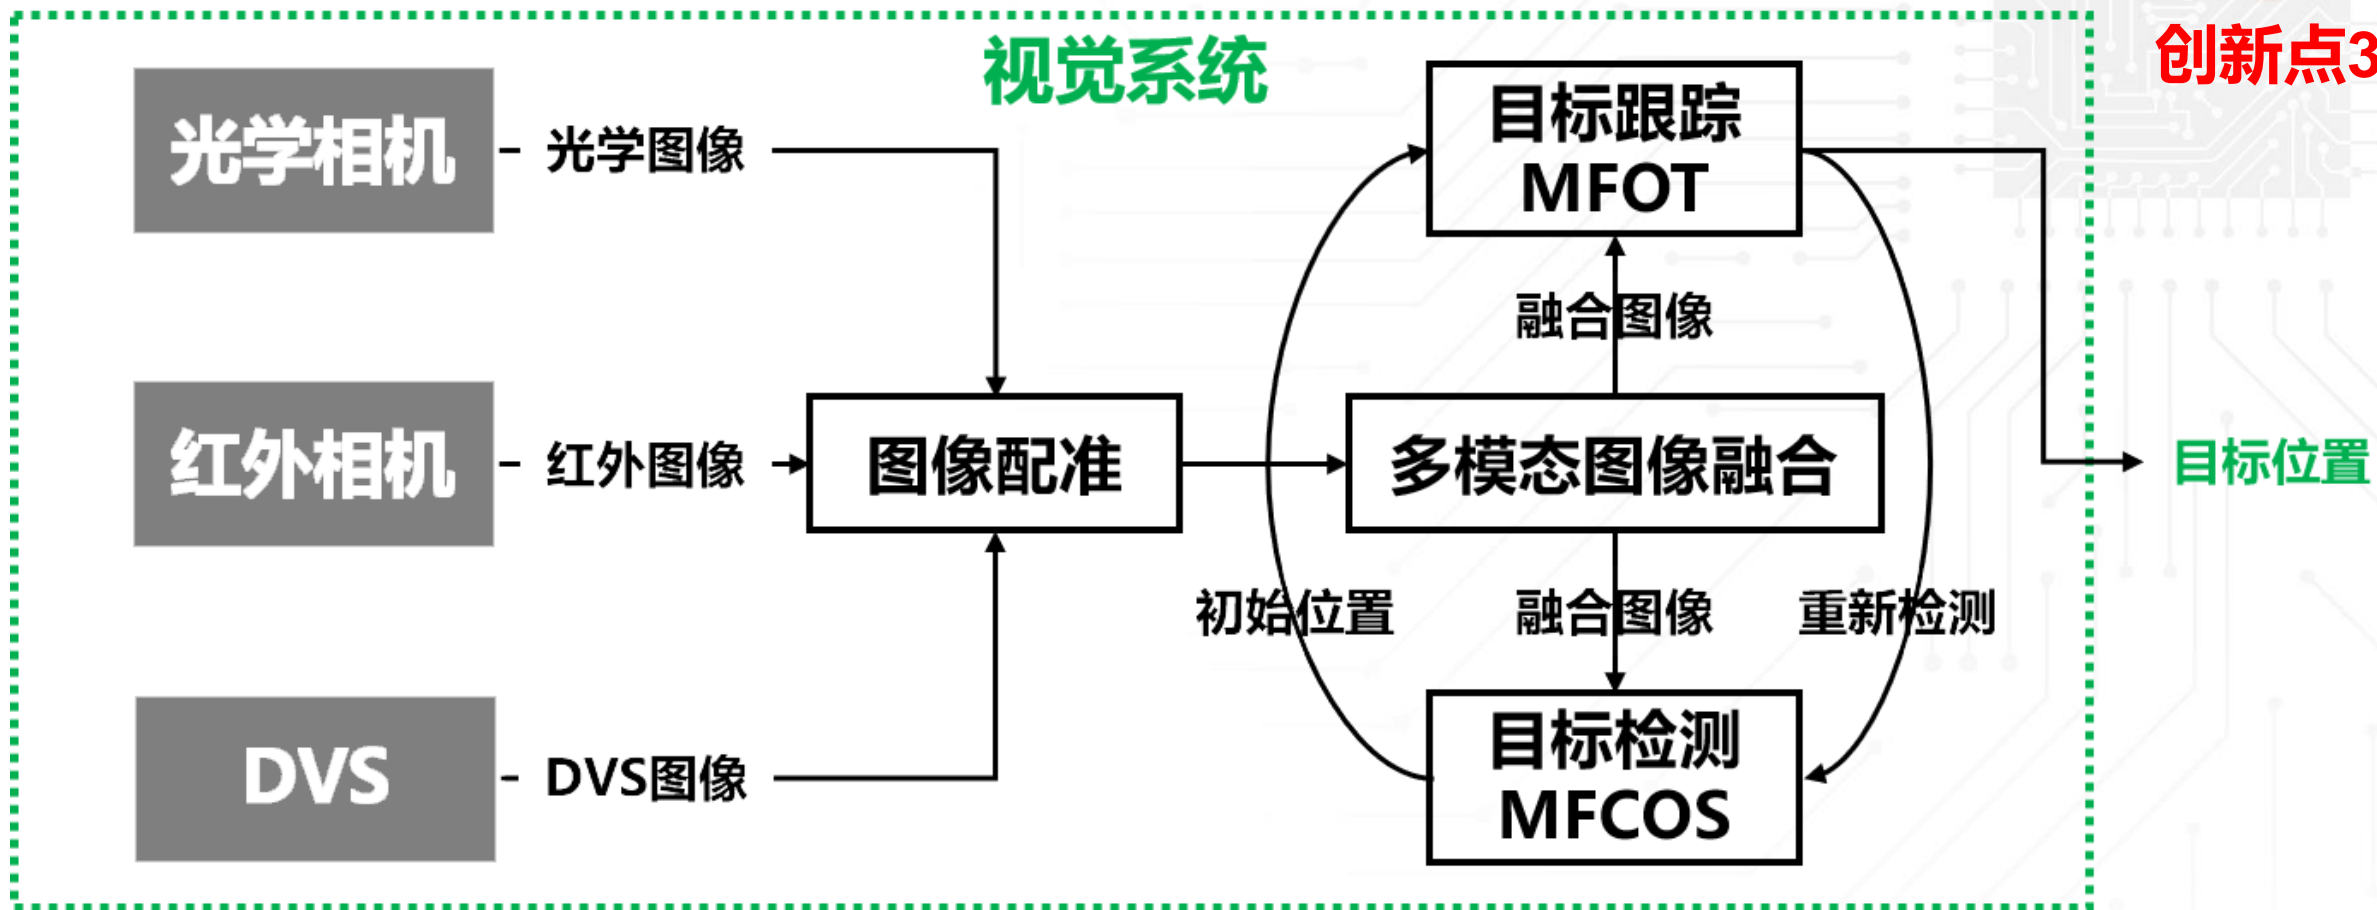 视觉系统
创新点3
光学相机
光学图像
目标跟踪
MFOT
融合图像
红外相机
红外图像
图像配准
多模态图像融合
目标位置
初始位置
融合图像
重新检测
DVS
DVS图像
目标检测
MFCOS